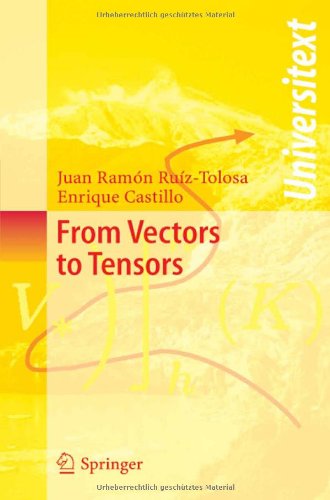 Urheberrechtlich geschütztes Material
Universitext
Juan Ramón Ruíz-Tolosa
Enrique Castillo
From Vectors
to Tensors
V * ) ] h (K)
Springer
Urheberrechtlich geschütztes Material